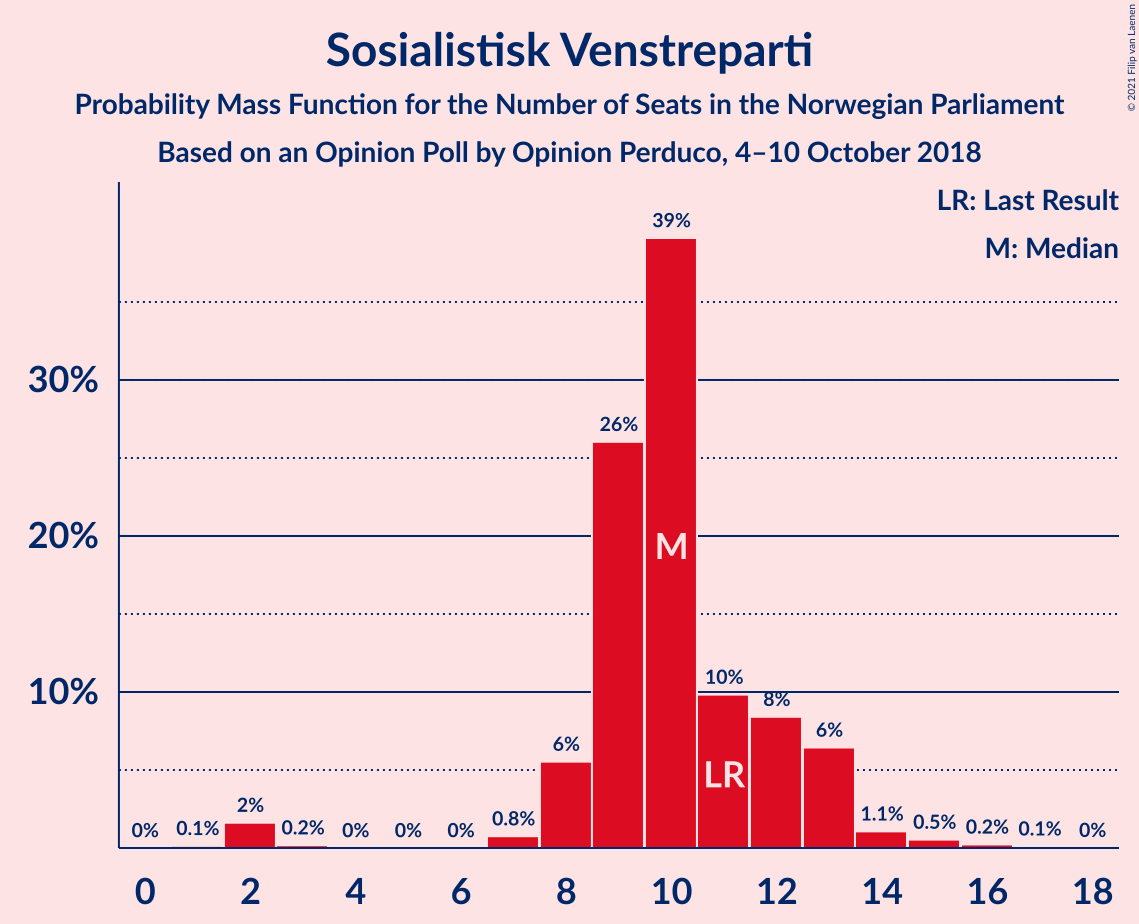 Sosialistisk Venstreparti
Probability Mass Function for the Number of Seats in the Norwegian Parliament
Based on an Opinion Poll by Opinion Perduco, 4–10 October 2018
© 2021 Filip van Laenen
LR: Last Result
M: Median
39%
30%
26%
20%
M
10%
10%
8%
6%
6%
LR
2%
1.1%
0.8%
0.5%
0% 0.1% 0.2% 0% 0% 0% 0.2% 0.1% 0%
0 2 4 6 8 10 12 14 16 18